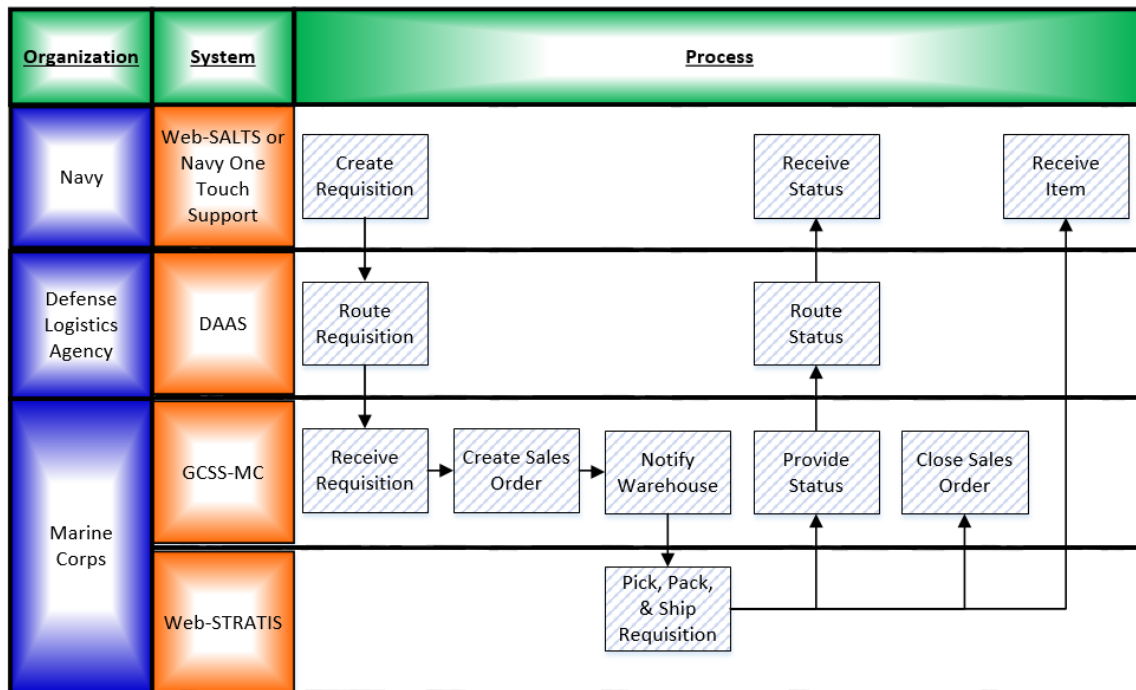 Organization
System
Process
Navy
Web-SALTS or
Navy One
Touch
Support
Create
Requisition
Receive
Status
Receive
Item
Defense
Logistics
Agency
DAAS
Route
Requisition
Route
Status
Marine
Corps
GCSS-MC
Receive
Requisition
Create Sales
Order
Notify
Warehouse
Provide
Status
Close Sales
Order
Web-STRATIS
Pick, Pack,
& Ship
Requisition